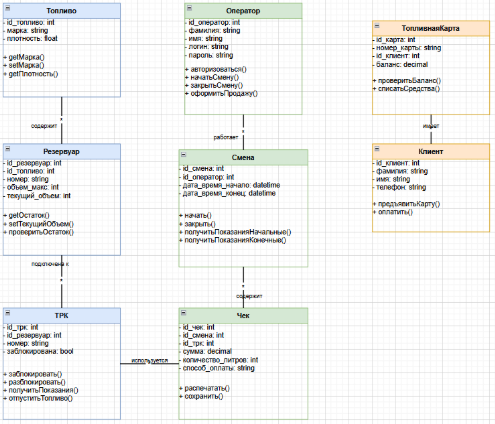 Топливо
- id_топливо: int
- марка: string
- плотность: float
+ getМарка()
+ setМарка()
+ getПлотность()
содержит
Резервуар
- id_резервуар: int
- id_топливо: int
- номер: string
- объем_макс: int
- текущий_объем: int
+ getОстаток()
+ setТекущийОбъем()
+ проверитьОстаток()
подключена к
ТРК
- id_трк: int
- id_резервуар: int
- номер: string
- заблокирована: bool
+ заблокировать()
+ разблокировать()
+ получитьПоказания()
+ отпуститьТопливо()
используется
Оператор
- id_оператор: int
- фамилия: string
- имя: string
- логин: string
- пароль: string
+ авторизоваться()
+ начатьСмену()
+ закрытьСмену()
+ оформитьПродажу()
работает
Смена
- id_смена: int
- id_оператор: int
- дата_время_начало: datetime
- дата_время_конец: datetime
+ начать()
+ закрыть()
+ получитьПоказанияНачальные()
+ получитьПоказанияКонечные()
содержит
Чек
- id_чек: int
- id_смена: int
- id_трк: int
- сумма: decimal
- количество_литров: int
- способ_оплаты: string
+ распечатать()
+ сохранить()
ТопливнаяКарта
- id_карта: int
- номер_карты: string
- id_клиент: int
- баланс: decimal
+ проверитьБаланс()
+ списатьСредства()
имеет
Клиент
- id_клиент: int
- фамилия: string
- имя: string
- телефон: string
+ предъявитьКарту()
+ оплатить()